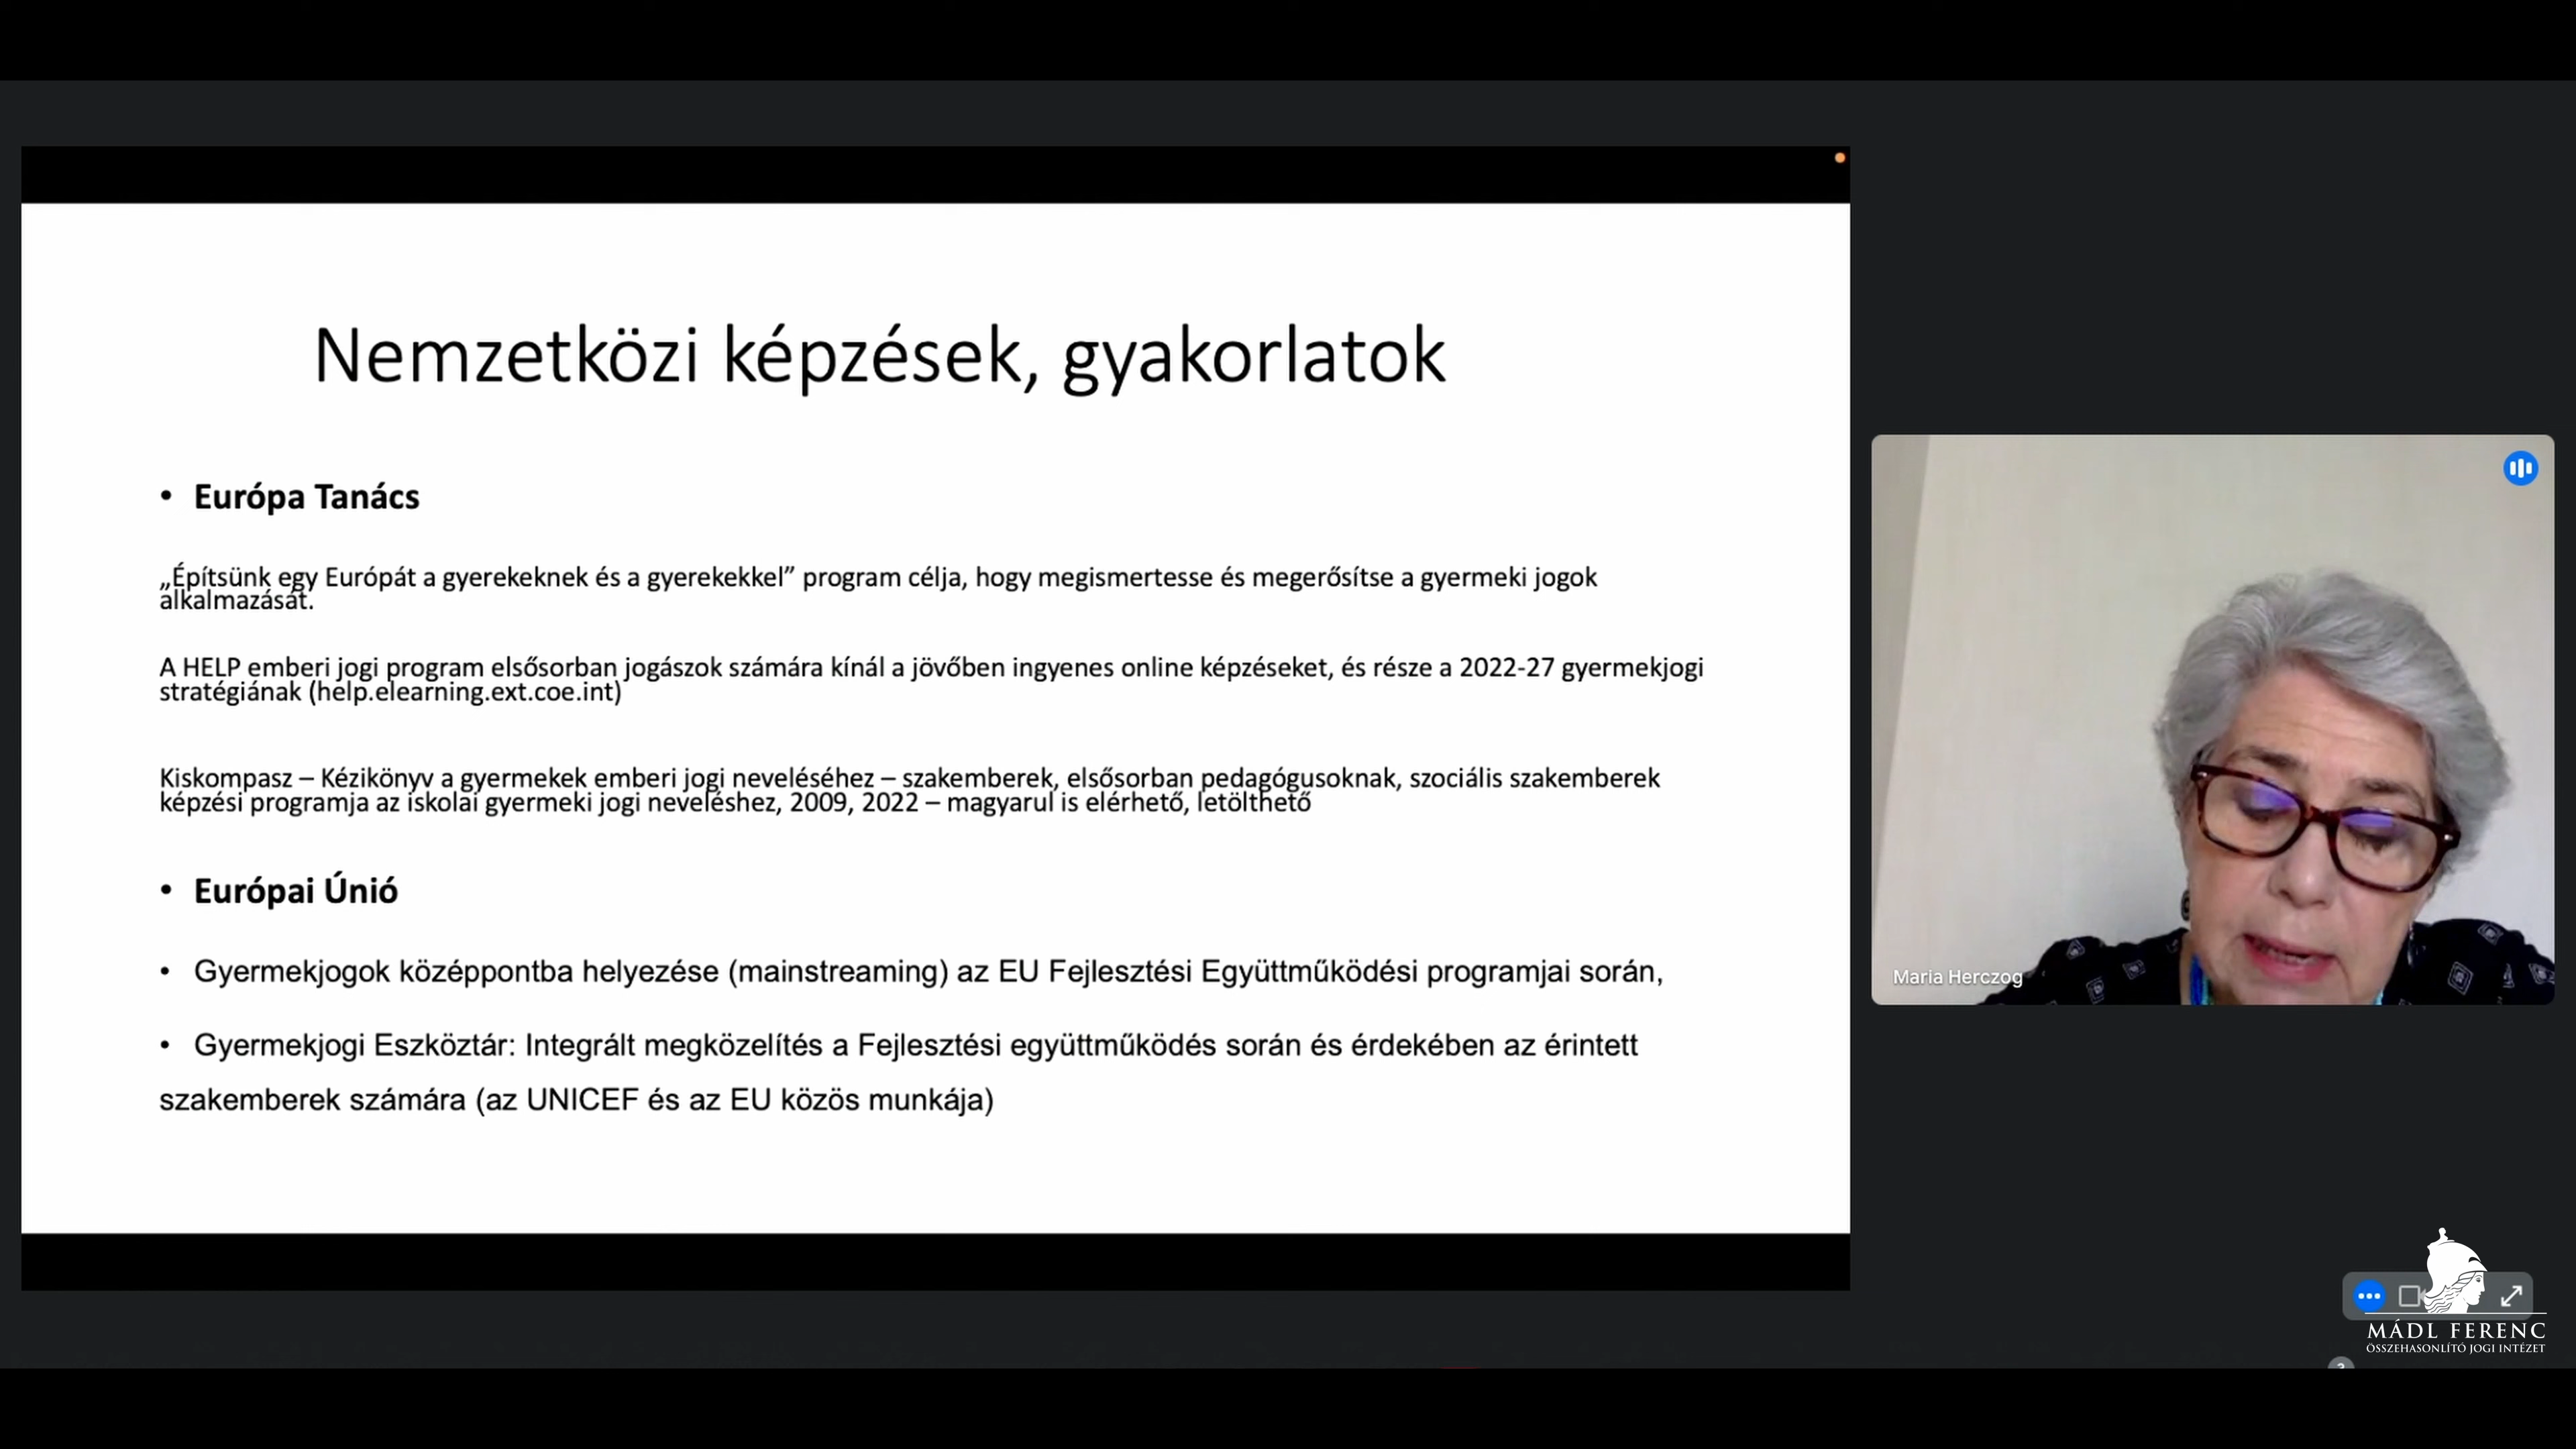 Nemzetközi képzések, gyakorlatok
• Európa Tanács
„Építsünk egy Európát a gyerekeknek és a gyerekekkel” program célja, hogy megismertesse és megerősítse a gyermeki jogok
alkalmazását.
A HELP emberi jogi program elsősorban jogászok számára kínál a jövőben ingyenes online képzéseket, és része a 2022-27 gyermekjogi
stratégiának (help.elearning.ext.coe.int)
Kiskompasz – Kézikönyv a gyermekek emberi jogi neveléséhez – szakemberek, elsősorban pedagógusoknak, szociális szakemberek
képzési programja az iskolai gyermeki jogi neveléshez, 2009, 2022 – magyarul is elérhető, letölthető
• Európai Únió
• Gyermekjogok középpontba helyezése (mainstreaming) az EU Fejlesztési Együttműködési programjai során,
• Gyermekjogi Eszköztár: Integrált megközelítés a Fejlesztési együttműködés során és érdekében az érintett
szakemberek számára (az UNICEF és az EU közös munkája)
Maria Herczog
MÁDL FERENC
ÖSSZEHASONLÍTÓ JOGI INTÉZET